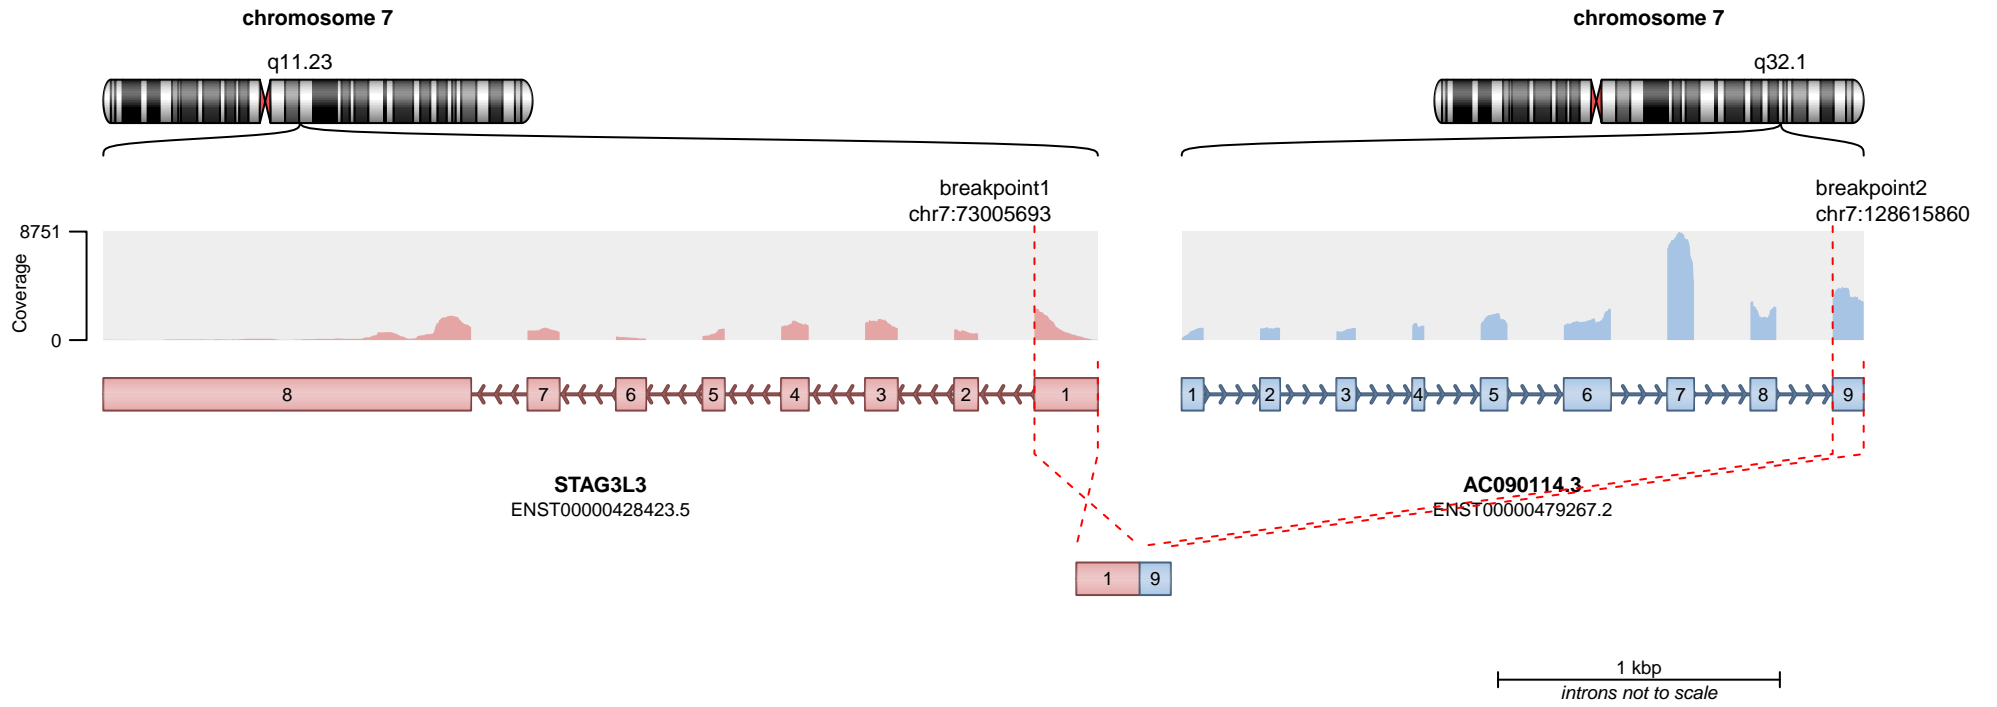 chromosome 7
chromosome 7
q11.23
q32.1
breakpoint1
chr7:73005693
breakpoint2
chr7:128615860
Coverage
8751
0
8 7 6 5 4 3 2 1
1 2 3 4 5 6 7 8 9
STAG3L3
ENST00000428423.5
AC090114.3
ENST00000479267.2
1 9
1 kbp
introns not to scale